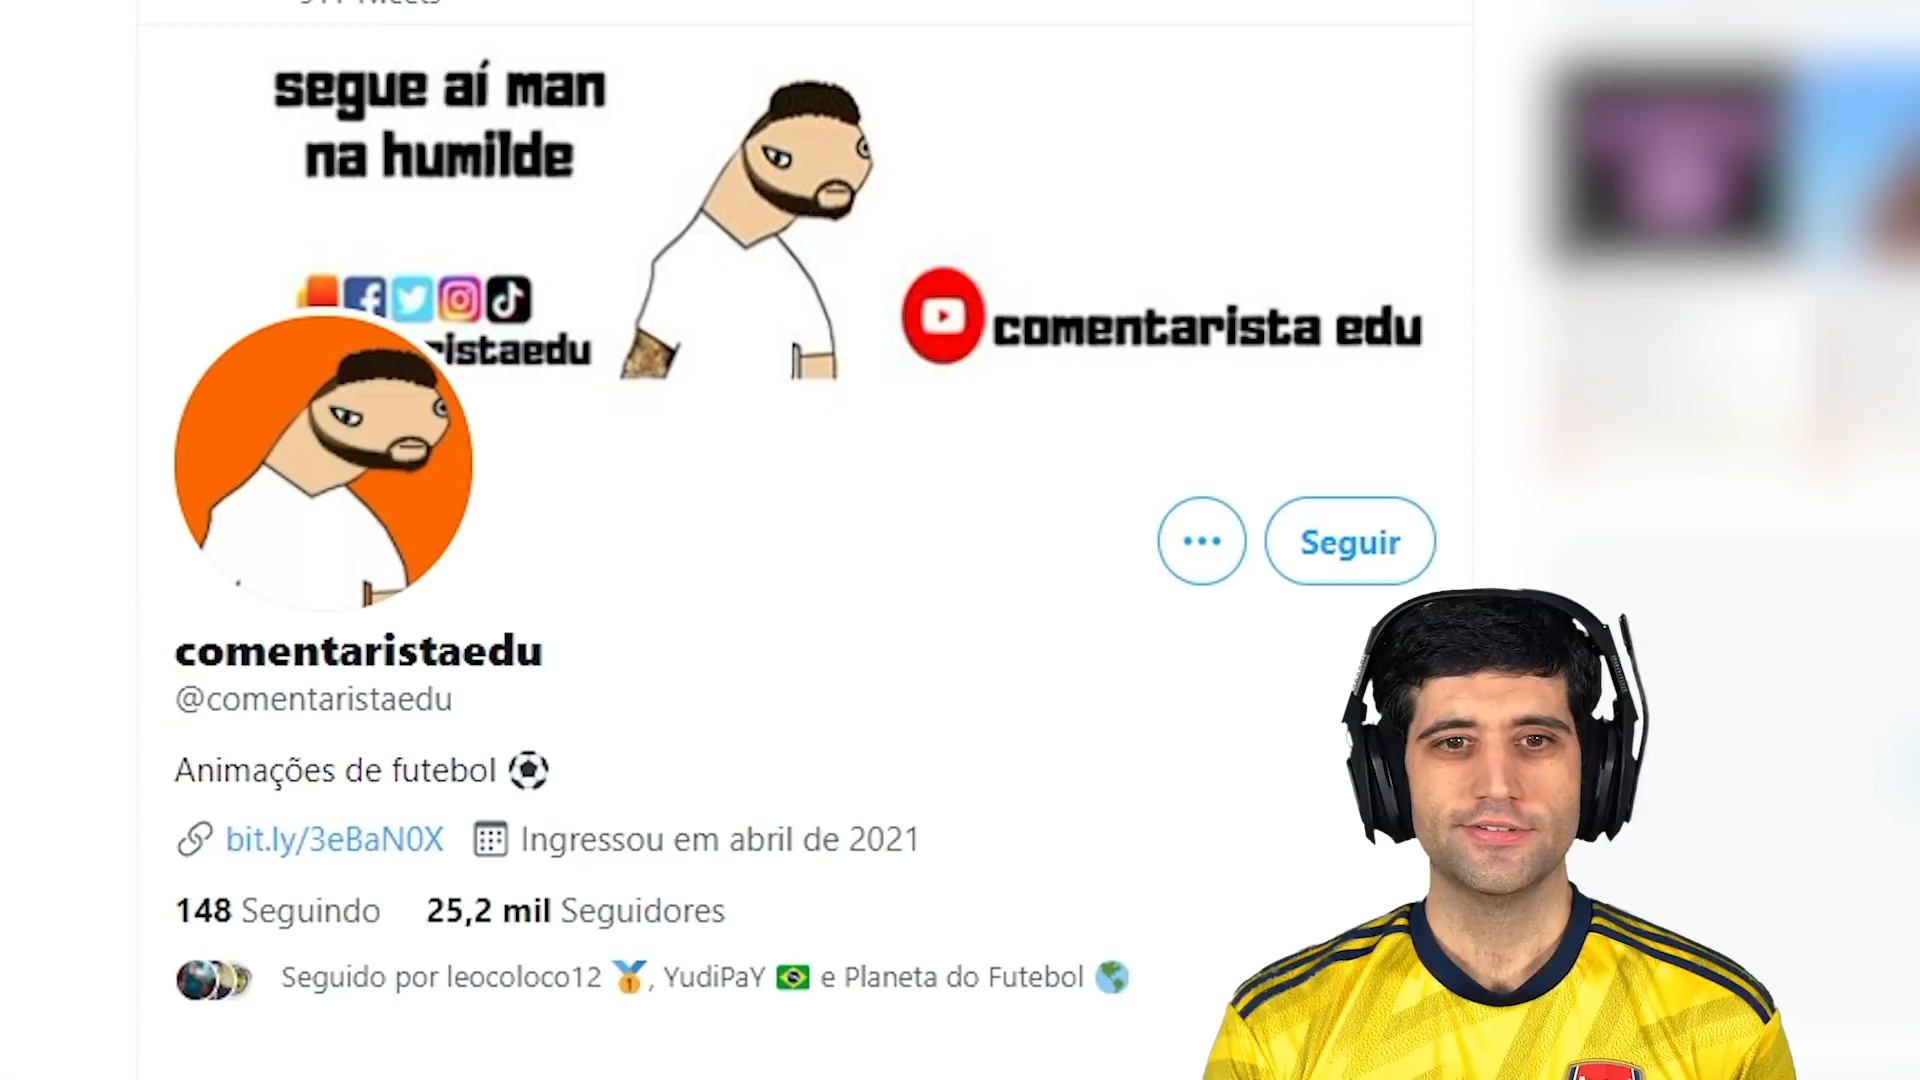 segue aí man
na humilde
ristaedu
comentarista edu
Seguir
comentaristaedu
@comentaristaedu
Animações de futebol
bit.ly/3eBaN0X Ingressou em abril de 2021
148 Seguindo 25,2 mil Seguidores
Seguido por leocoloco12, YudiPaY e Planeta do Futebol